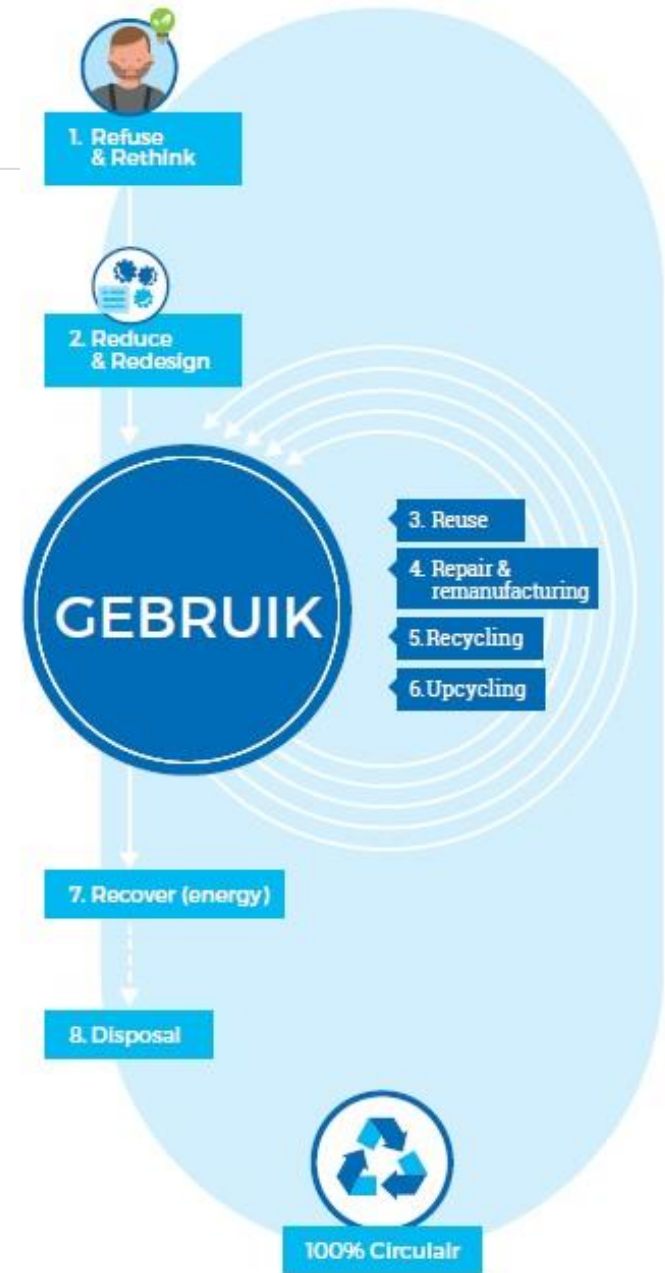 1. Refuse
& Rethink
2. Reduce
& Redesign
GEBRUIK
3. Reuse
4. Repair &
remanufacturing
5.Recycling
6.Upcycling
7. Recover (energy)
8. Disposal
100% Circulair